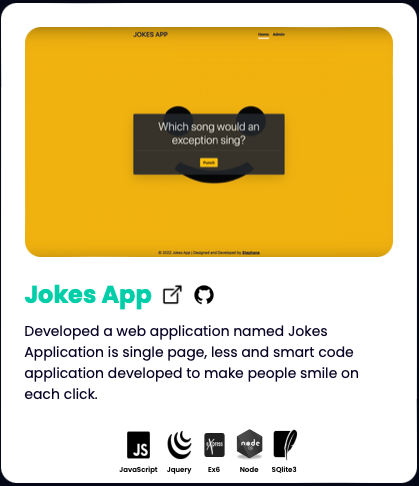 JOKES APP
Home Admin
Which song would an
exception sing?
Punch
© 2022 Jokes App | Designed and Developed by Stephane
Jokes App
Developed a web application named Jokes
Application is single page, less and smart code
application developed to make people smile on
each click.
JS
express
node
JavaScript Jquery Ex6 Node SQlite3